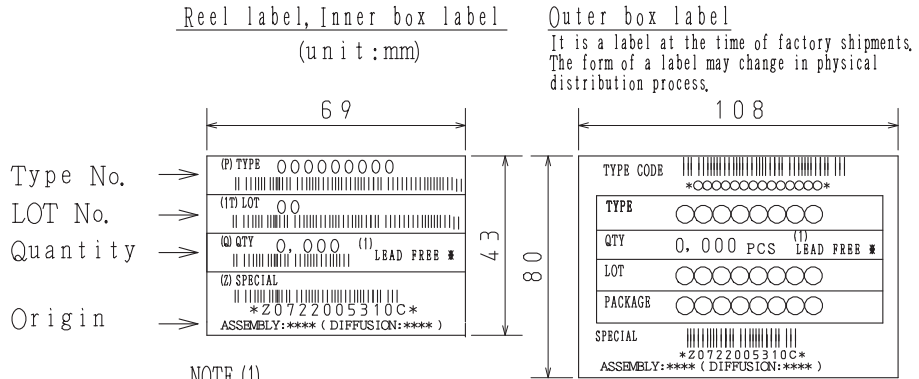 Reel label, Inner box label
(unit:mm)
Outer box label
It is a label at the time of factory shipments.
The form of a label may change in physical
distribution process.
69
108
Type No.
LOT No.
Quantity
Origin
(P) TYPE 000000000
(1T) LOT 00
(Q) QTY 0,000 (1) LEAD FREE *
(Z) SPECIAL
*Z0722005310C*
ASSEMBLY:**** (DIFFUSION:****)
43
80
TYPE CODE
*○○○○○○○○○○○○○○*
TYPE ○○○○○○○○
QTY 0,000 PCS (1) LEAD FREE *
LOT ○○○○○○○○
PACKAGE ○○○○○○○○
SPECIAL
*Z0722005310C*
ASSEMBLY:**** (DIFFUSION:****)
NOTE (1)